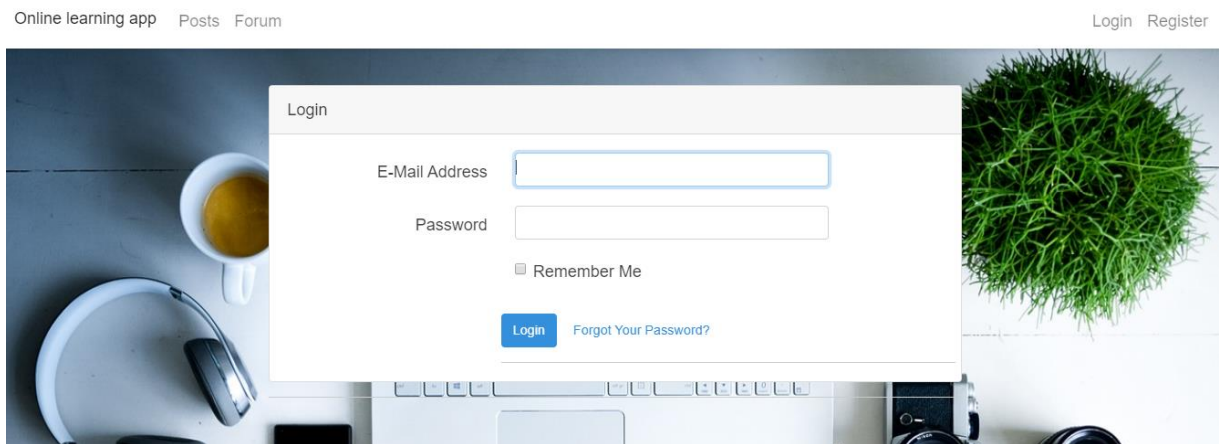 Online learning app Posts Forum Login Register
Login
E-Mail Address
Password
Remember Me
Login Forgot Your Password?